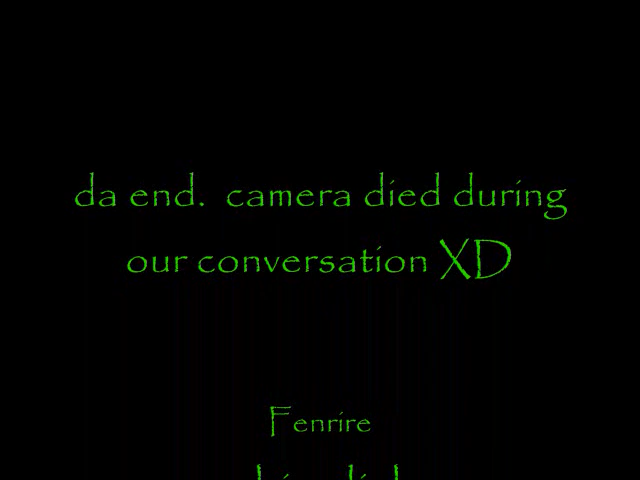 da end.  camera died during
our conversation XD
Fenrire